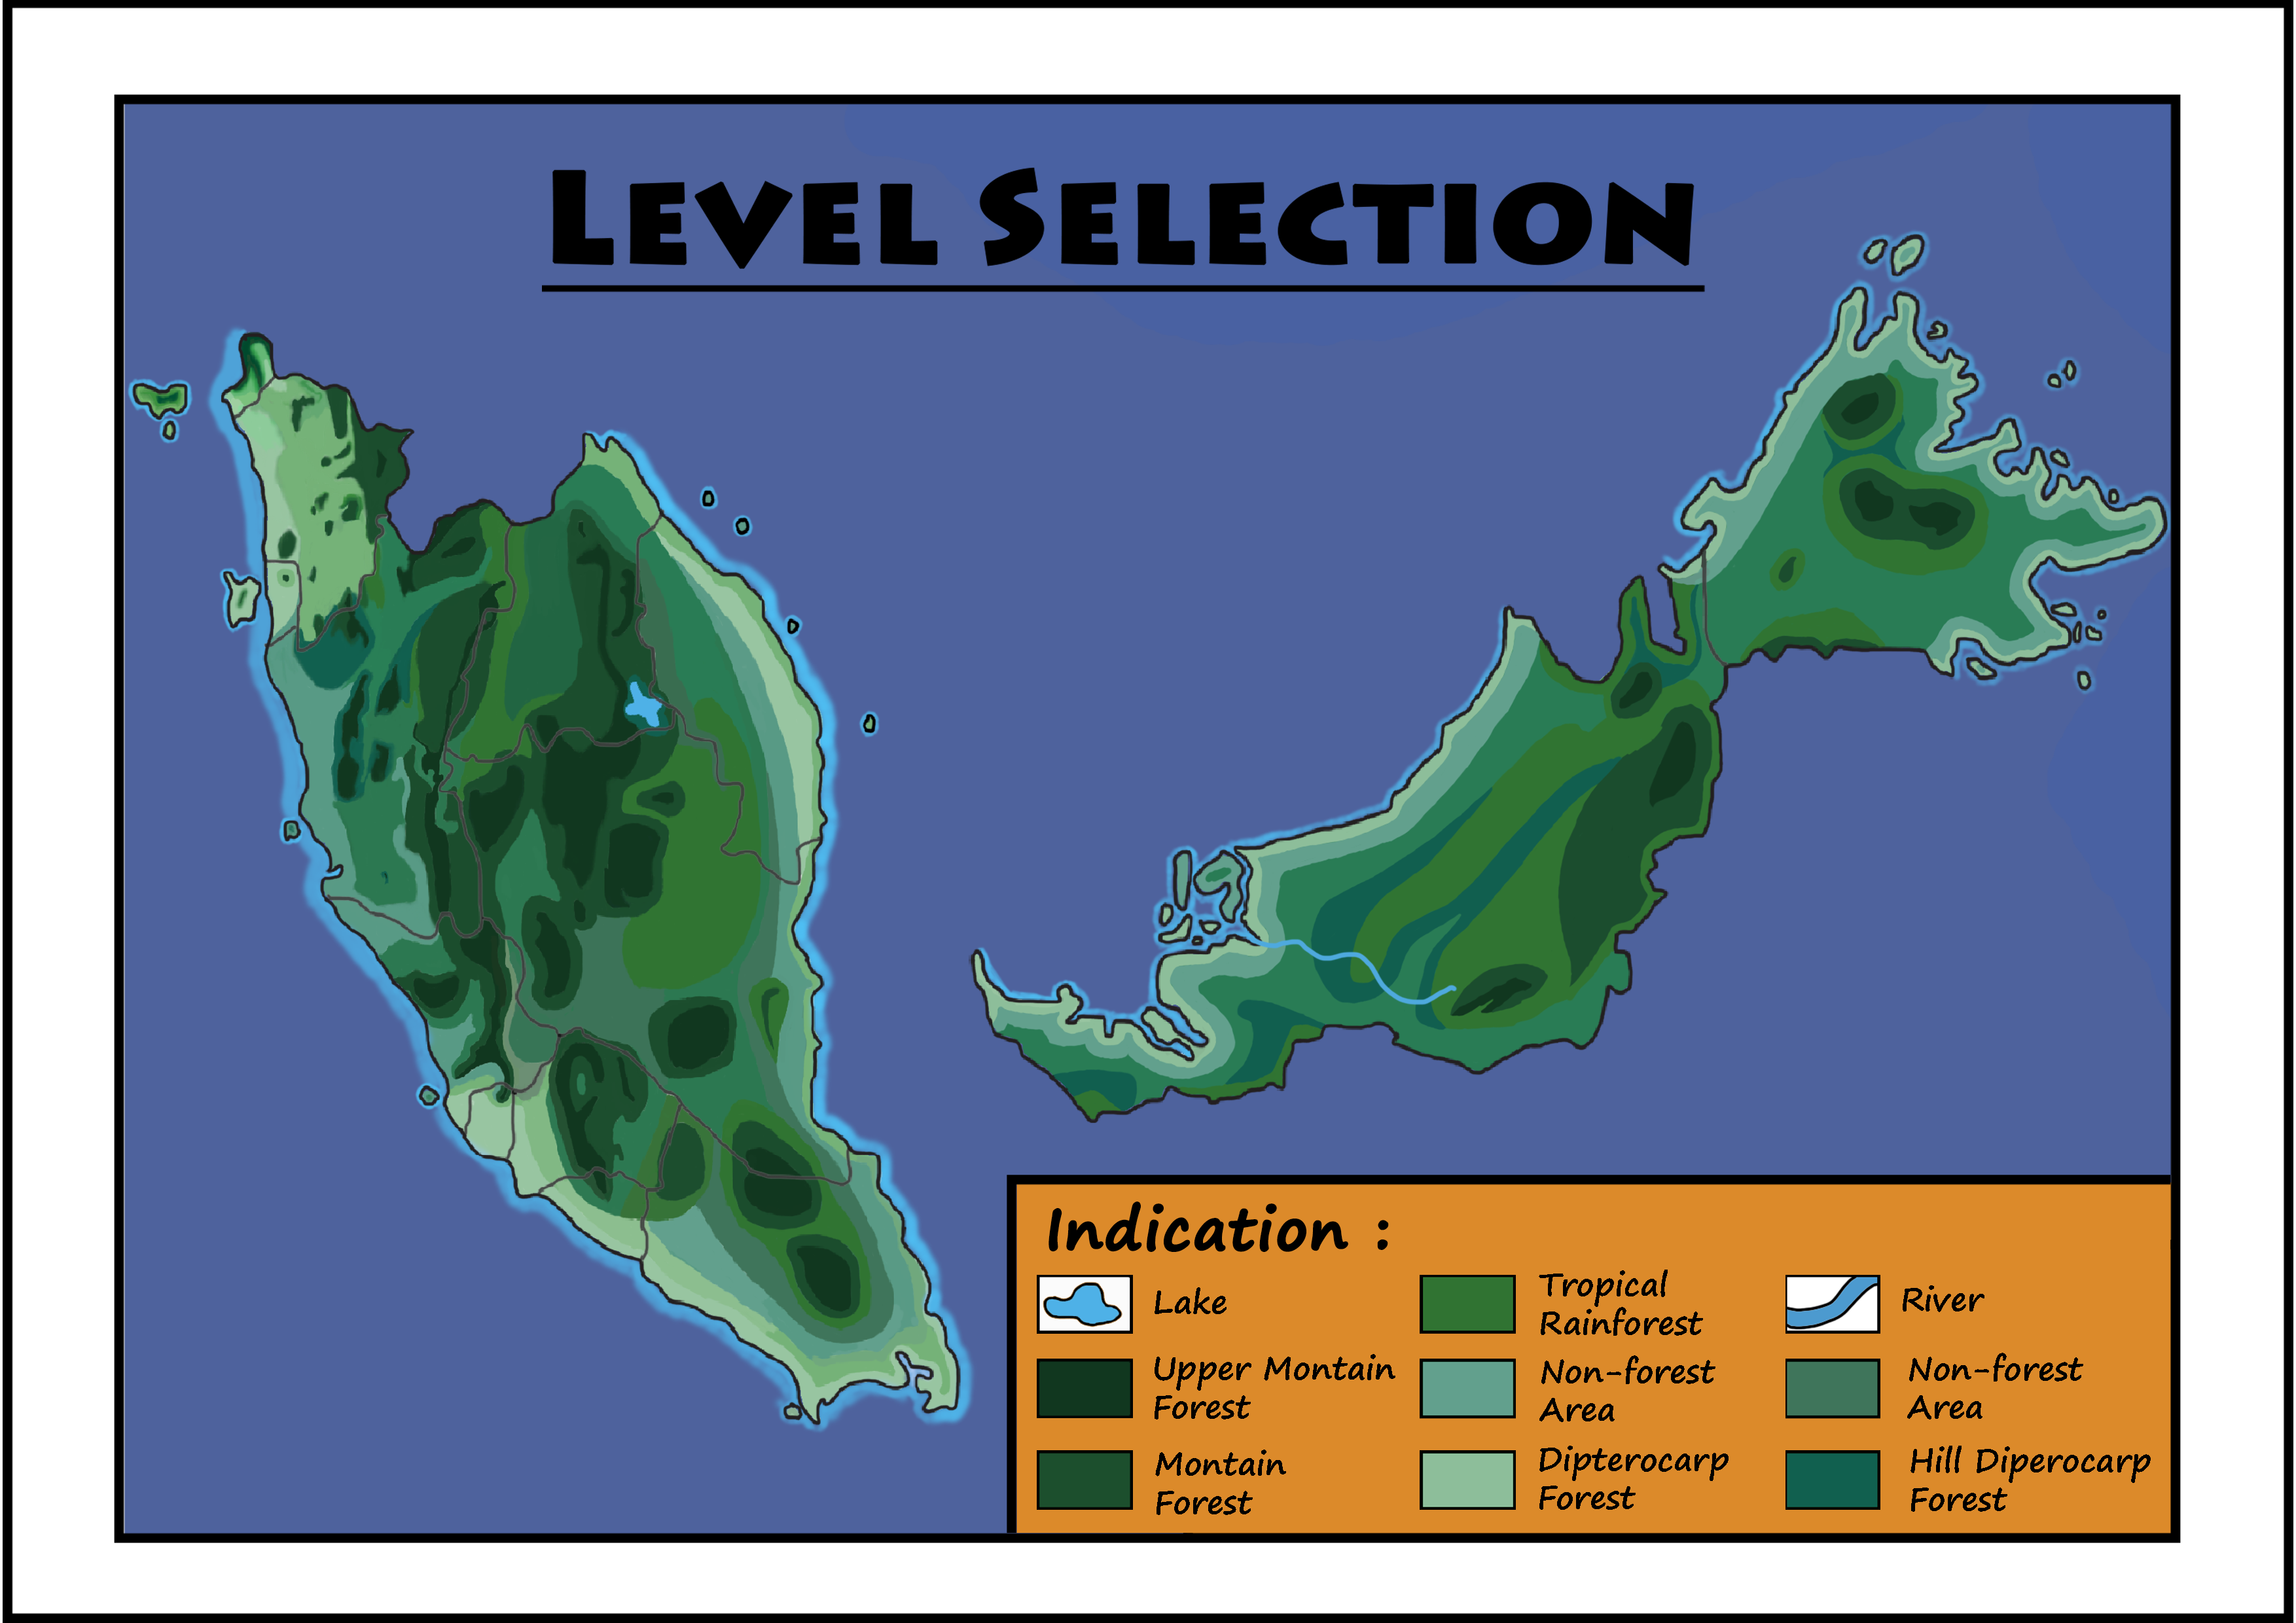 LEVEL SELECTION
Indication :
Lake
Tropical
Rainforest
River
Upper Montain
Forest
Non-forest
Area
Non-forest
Area
Montain
Forest
Dipterocarp
Forest
Hill Diperocarp
Forest